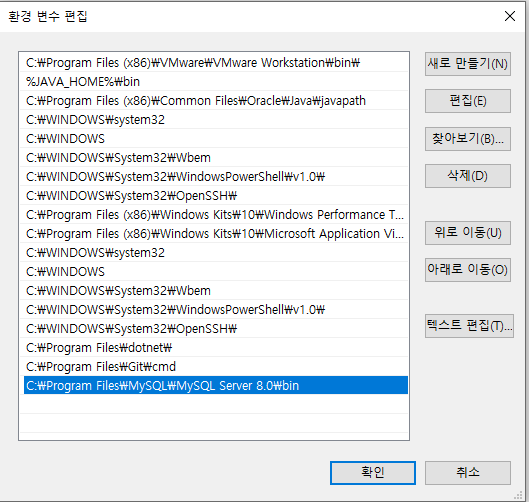 환경 변수 편집
C:₩Program Files (x86)₩VMware₩VMware Workstation₩bin₩
%JAVA_HOME%₩bin
C:₩Program Files (x86)₩Common Files₩Oracle₩Java₩javapath
C:₩WINDOWS₩system32
C:₩WINDOWS
C:₩WINDOWS₩System32₩Wbem
C:₩WINDOWS₩System32₩WindowsPowerShell₩v1.0₩
C:₩WINDOWS₩System32₩OpenSSH₩
C:₩Program Files (x86)₩Windows Kits₩10₩Windows Performance T...
C:₩Program Files (x86)₩Windows Kits₩10₩Microsoft Application Vi...
C:₩WINDOWS₩system32
C:₩WINDOWS
C:₩WINDOWS₩System32₩Wbem
C:₩WINDOWS₩System32₩WindowsPowerShell₩v1.0₩
C:₩WINDOWS₩System32₩OpenSSH₩
C:₩Program Files₩dotnet₩
C:₩Program Files₩Git₩cmd
C:₩Program Files₩MySQL₩MySQL Server 8.0₩bin
새로 만들기(N)
편집(E)
찾아보기(B)...
삭제(D)
위로 이동(U)
아래로 이동(O)
텍스트 편집(T)...
확인
취소